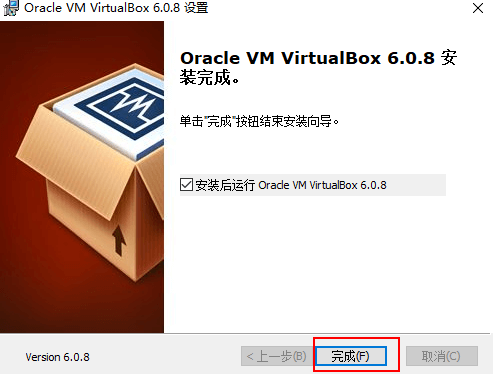 Oracle VM VirtualBox 6.0.8 设置
Oracle VM VirtualBox 6.0.8 安
装完成。
单击"完成"按钮结束安装向导。
安装后运行 Oracle VM VirtualBox 6.0.8
Version 6.0.8
< 上一步(B)
完成(F)
取消(C)